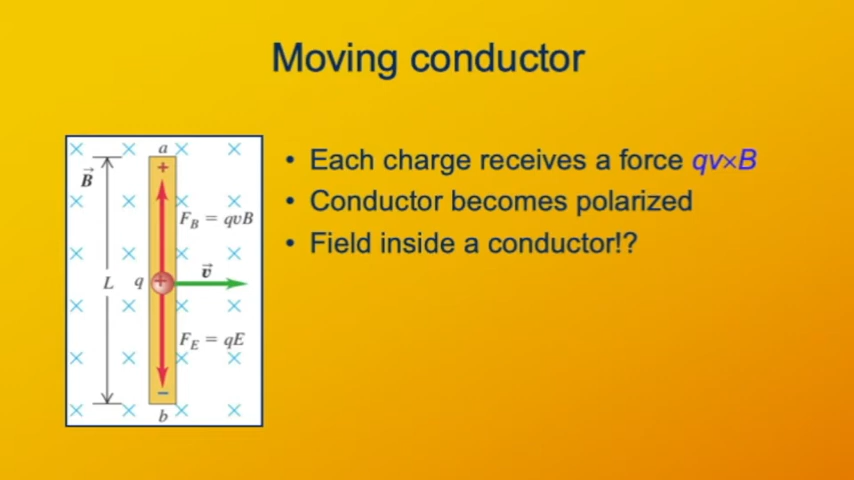 Moving conductor
a
+
B⃗
F_B = qvB
L
q
+
v⃗
F_E = qE
−
b
• Each charge receives a force qv×B
• Conductor becomes polarized
• Field inside a conductor!?